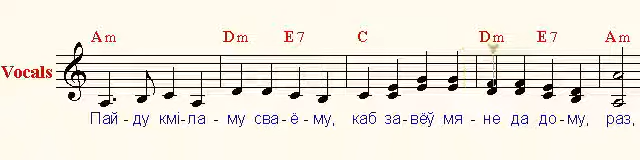 Am Dm E7 C Dm E7 Am
Vocals
Пай-ду кмі-ла-му сва-ё-му, каб за-вёў мя-не да до-му, раз,